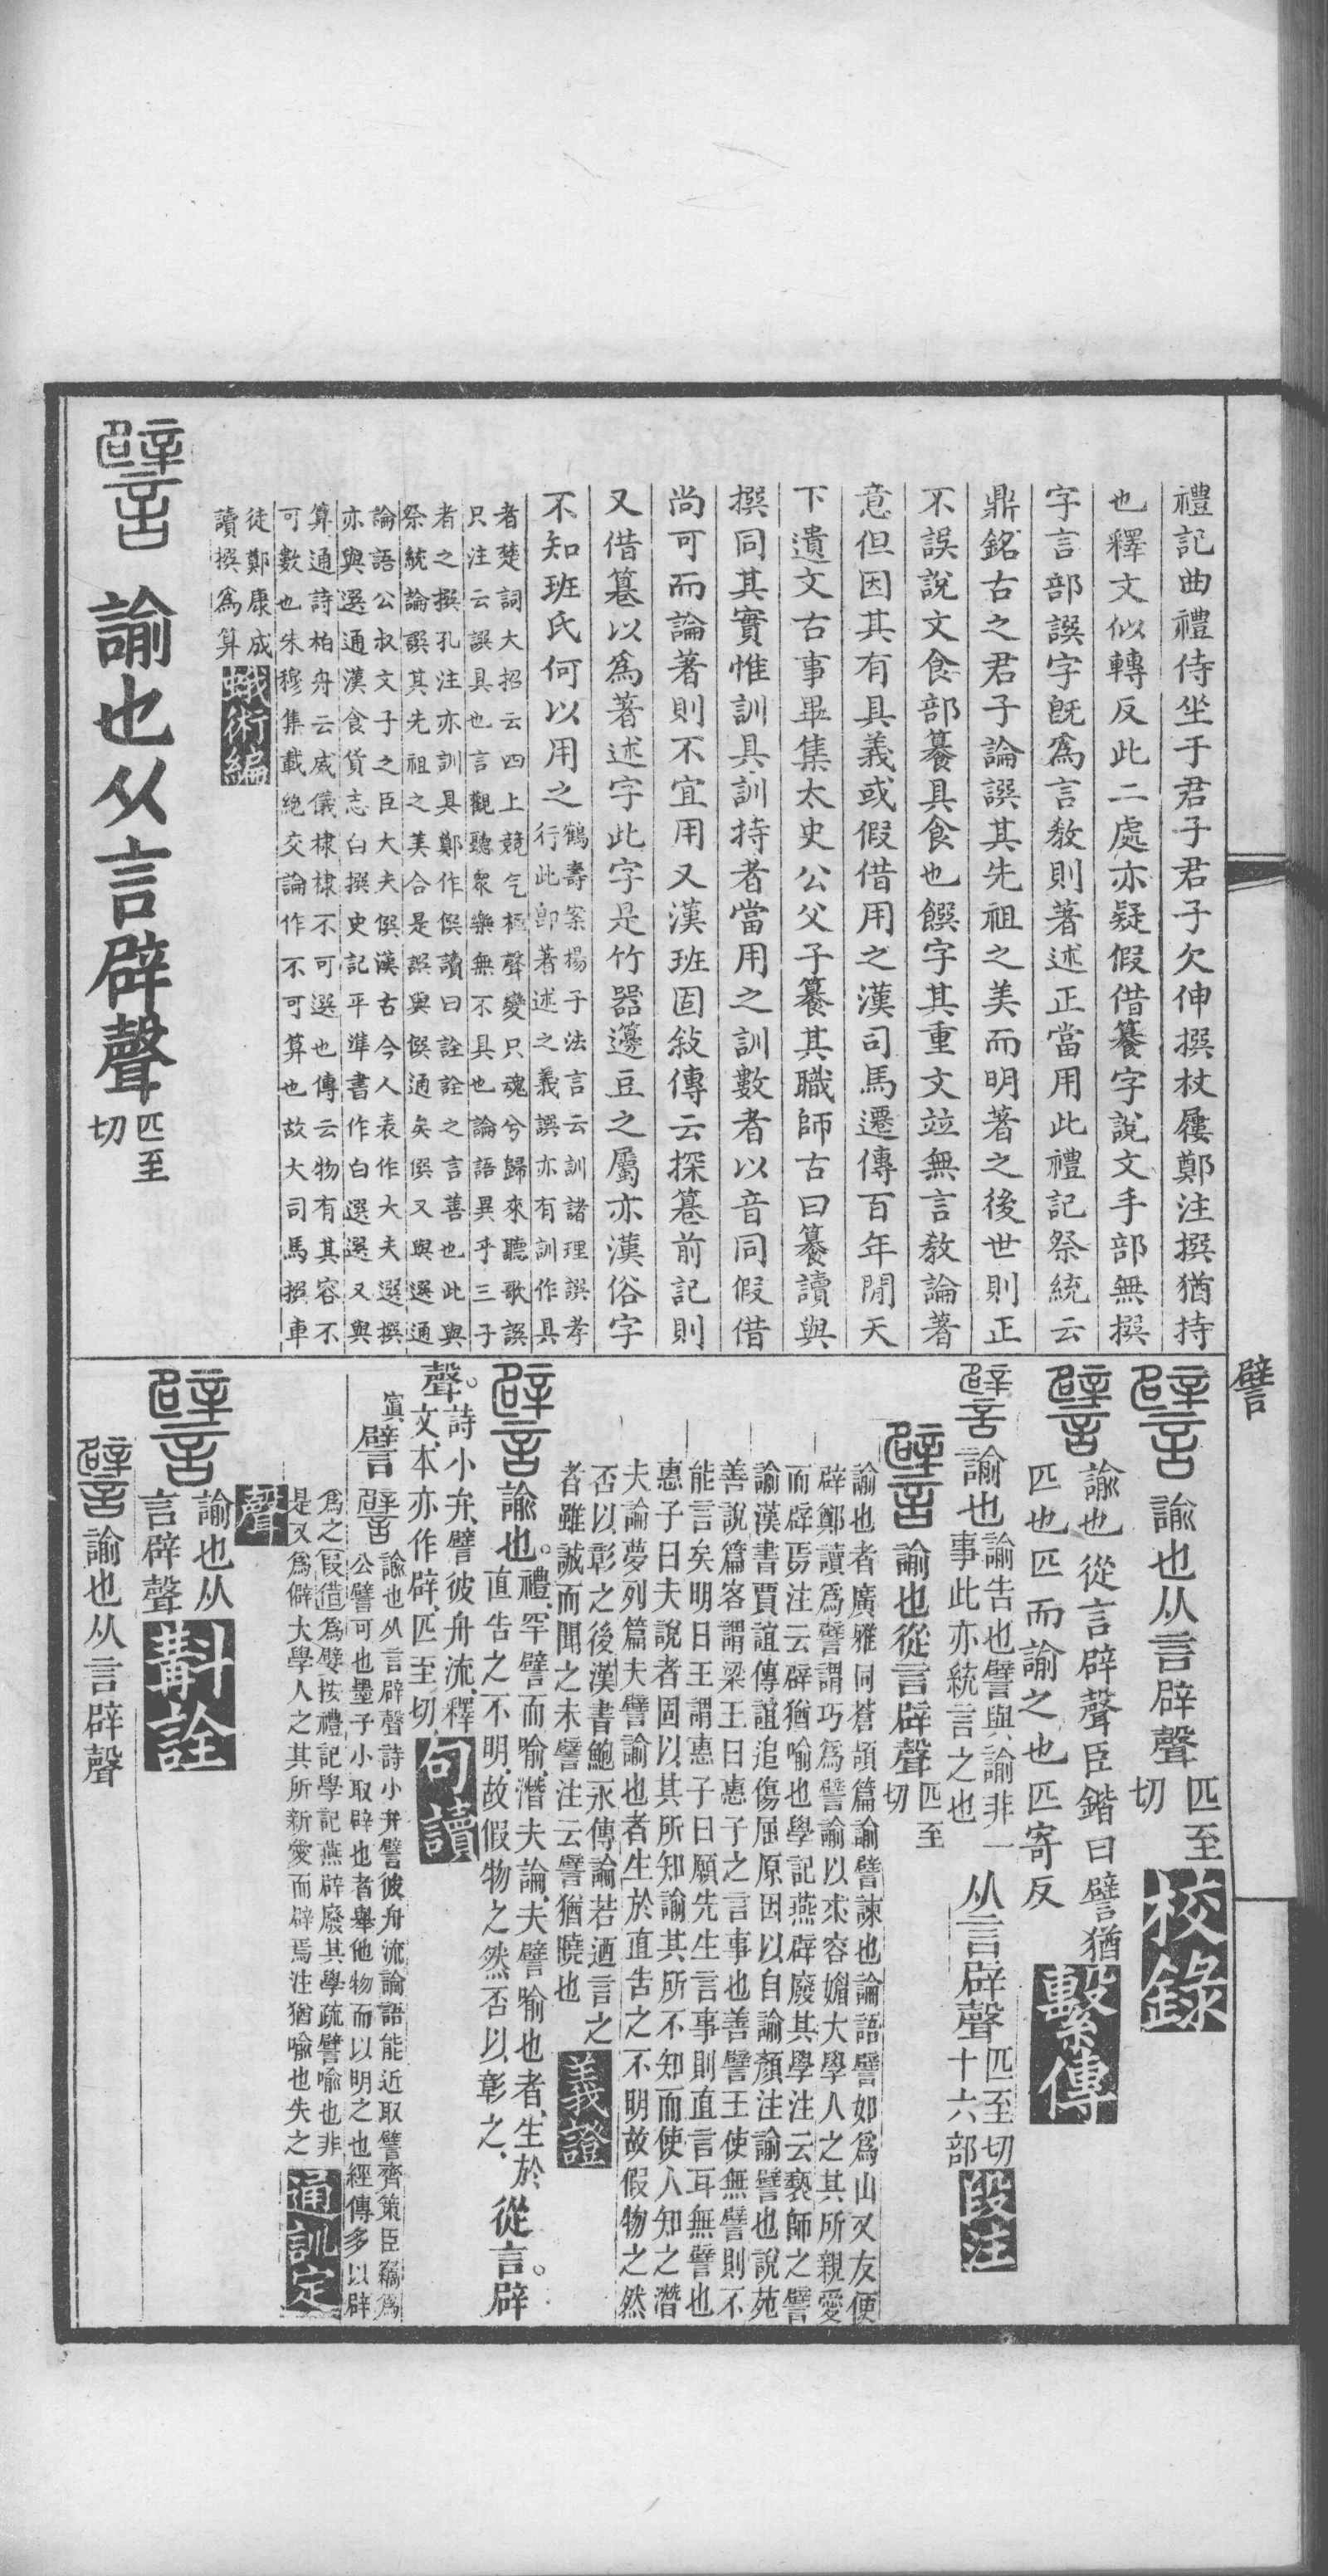 禮記曲禮侍坐于君子君子欠伸撰杖屨鄭注撰猶持
也釋文似轉反此二處亦疑假借籑字說文手部無撰
字言部譔字旣爲言教則著述正當用此禮記祭統云
鼎銘古之君子論譔其先祖之美而明著之後世則正
不誤說文食部籑具食也饌字其重文竝無言教論著
意但因其有具義或假借用之漢司馬遷傳百年閒天
下遺文古事畢集太史公父子籑其職師古曰籑讀與
撰同其實惟訓具訓持者當用之訓數者以音同假借
尚可而論著則不宜用又漢班固敍傳云探篹前記則
又借篹以爲著述字此字是竹器籩豆之屬亦漢俗字
不知班氏何以用之
鶴壽案揚子法言云訓諸理譔孝
行此卽著述之義譔亦有訓作具
者楚詞大招云四上競气極聲變只魂兮歸來聽歌譔
只注云譔具也言觀聽衆樂無不具也論語異乎三子
者之撰孔注亦訓具鄭作僎讀曰詮詮之言善也此與
祭統論譔其先祖之美合是譔與僎通矣僎又與選通
論語公叔文子之臣大夫僎漢古今人表作大夫選撰
亦與選通漢食貨志白撰史記平準書作白選選又與
算通詩柏舟云威儀棣棣不可選也傳云物有其容不
可數也朱穆集載絶交論作不可算也故大司馬撰車
徒鄭康成
讀撰爲算
蛾術編
譬 諭也从言辟聲
匹至
切
譬
譬 諭也从言辟聲
匹至
切
校錄
譬 諭也從言辟聲臣鍇曰譬猶
匹也匹而諭之也匹寄反
繫傳
譬 諭也
諭告也譬與諭非一
事此亦統言之也
从言辟聲
匹至切
十六部
段注
譬 諭也從言辟聲
匹至
切
諭也者廣雅同蒼頡篇諭譬諫也論語譬如爲山又友便
辟鄭讀爲譬謂巧爲譬諭以求容媚大學人之其所親愛
而辟焉注云辟猶喻也學記燕辟廢其學注云褻師之譬
諭漢書賈誼傳誼追傷屈原因以自諭顏注諭譬也說苑
善說篇客謂梁王曰惠子之言事也善譬王使無譬則不
能言矣明日王謂惠子曰願先生言事則直言耳無譬也
惠子曰夫說者固以其所知諭其所不知而使人知之潛
夫論夢列篇夫譬諭也者生於直告之不明故假物之然
否以彰之後漢書鮑永傳論若迺言之
者雖誠而聞之未譬注云譬猶曉也
義證
譬 諭也。
禮、罕譬而喻、潛夫論、夫譬喻也者、生於
直告之不明、故假物之然否以彰之、
從言。辟
聲。
詩小弁、譬彼舟流、釋
文、本亦作辟、匹至切
句讀
寘
譬 譬
諭也从言辟聲詩小弁譬彼舟流論語能近取譬齊策臣竊爲
公譬可也墨子小取辟也者舉他物而以明之也經傳多以辟
爲之叚借爲嬖按禮記學記燕辟廢其學疏譬喩也非
是又爲僻大學人之其所新愛而辟焉注猶喩也失之
通訓定
聲
譬
諭也从
言辟聲
斠詮
譬 諭也从言辟聲